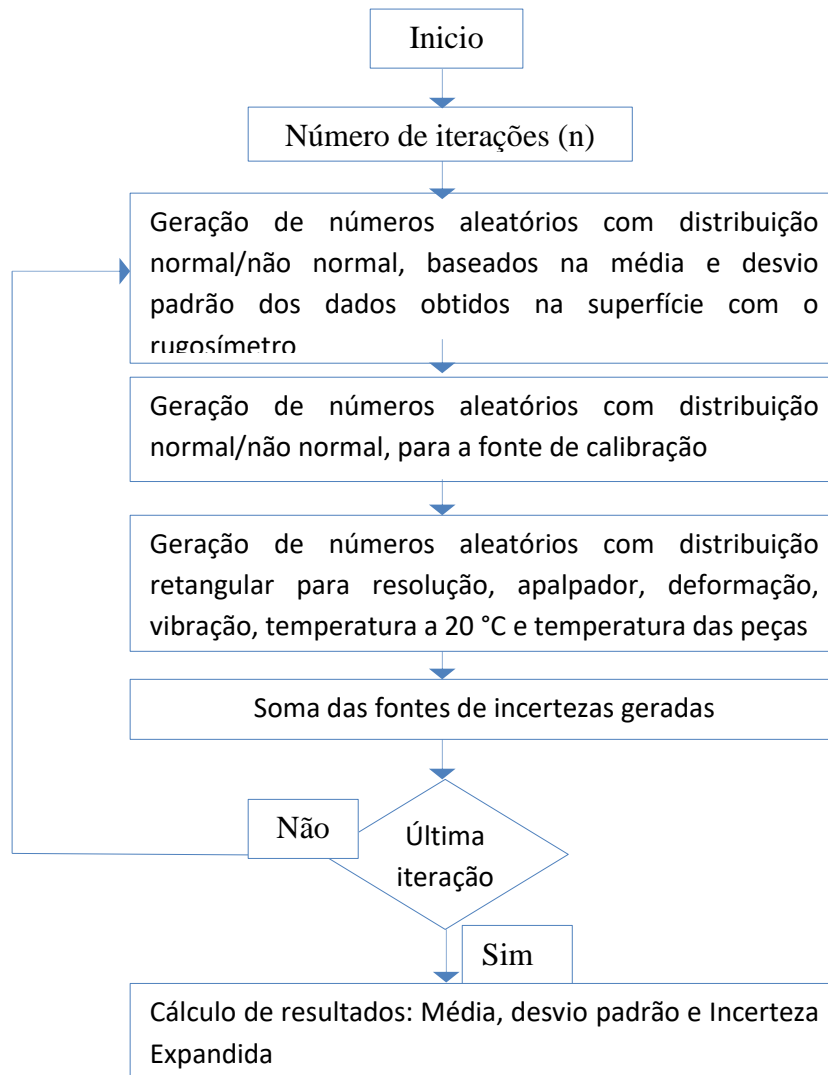 Inicio
Número de iterações (n)
Geração de números aleatórios com distribuição
normal/não normal, baseados na média e desvio
padrão dos dados obtidos na superfície com o
rugosímetro
Geração de números aleatórios com distribuição
normal/não normal, para a fonte de calibração
Geração de números aleatórios com distribuição
retangular para resolução, apalpador, deformação,
vibração, temperatura a 20 °C e temperatura das peças
Soma das fontes de incertezas geradas
Não
Última
iteração
Sim
Cálculo de resultados: Média, desvio padrão e Incerteza
Expandida